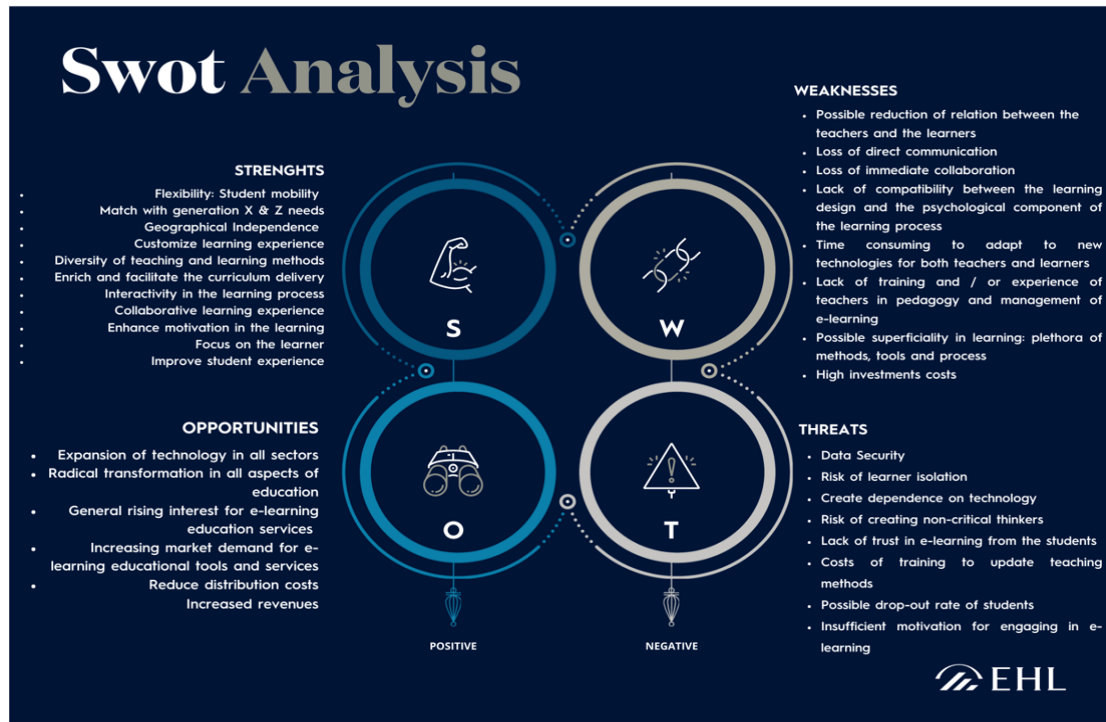 Swot Analysis
STRENGHTS
• Flexibility: Student mobility
• Match with generation X & Z needs
• Geographical Independence
• Customize learning experience
• Diversity of teaching and learning methods
• Enrich and facilitate the curriculum delivery
• Interactivity in the learning process
• Collaborative learning experience
• Enhance motivation in the learning
• Focus on the learner
• Improve student experience
WEAKNESSES
• Possible reduction of relation between the
teachers and the learners
• Loss of direct communication
• Loss of immediate collaboration
• Lack of compatibility between the learning
design and the psychological component of
the learning process
• Time consuming to adapt to new
technologies for both teachers and learners
• Lack of training and / or experience of
teachers in pedagogy and management of
e-learning
• Possible superficiality in learning: plethora of
methods, tools and process
• High investments costs
S
W
OPPORTUNITIES
• Expansion of technology in all sectors
• Radical transformation in all aspects of
education
• General rising interest for e-learning
education services
• Increasing market demand for e-
learning educational tools and services
• Reduce distribution costs
Increased revenues
THREATS
• Data Security
• Risk of learner isolation
• Create dependence on technology
• Risk of creating non-critical thinkers
• Lack of trust in e-learning from the students
• Costs of training to update teaching
methods
• Possible drop-out rate of students
• Insufficient motivation for engaging in e-
learning
O
T
POSITIVE
NEGATIVE
EHL